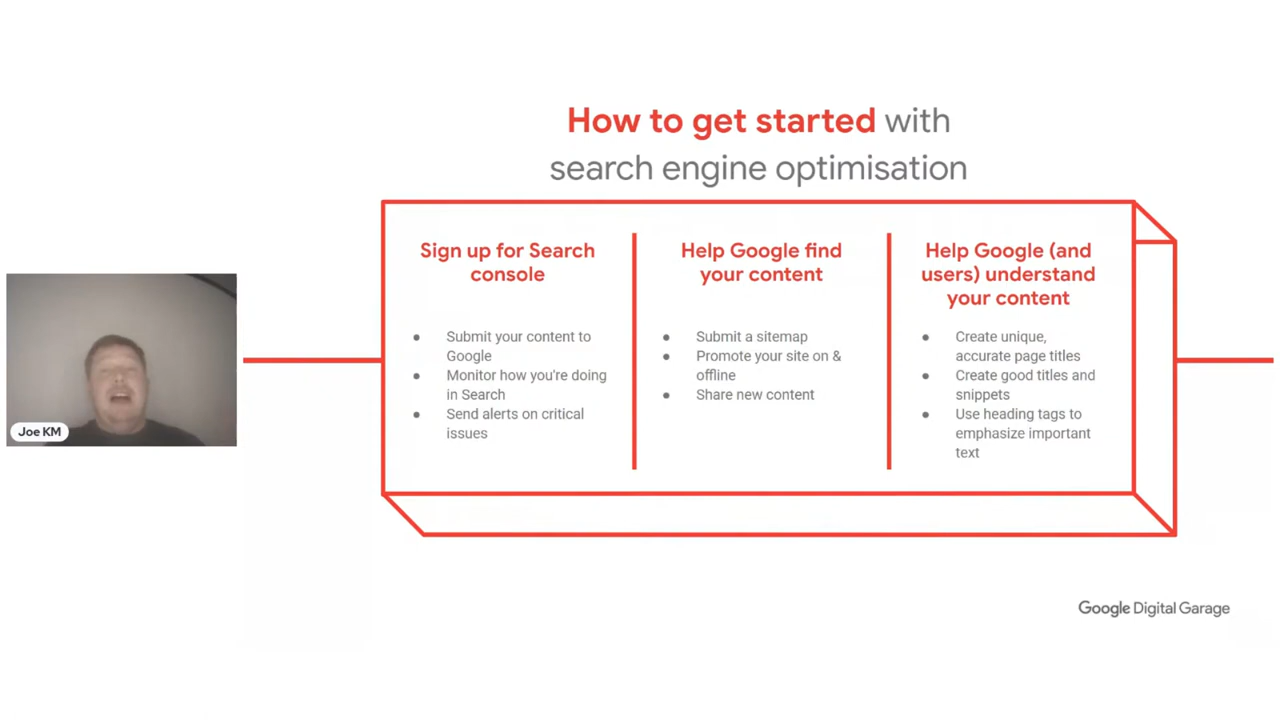 How to get started with
search engine optimisation
Sign up for Search
console
Submit your content to
Google
Monitor how you're doing
in Search
Send alerts on critical
issues
Help Google find
your content
Submit a sitemap
Promote your site on &
offline
Share new content
Help Google (and
users) understand
your content
Create unique,
accurate page titles
Create good titles and
snippets
Use heading tags to
emphasize important
text
Joe KM
Google Digital Garage